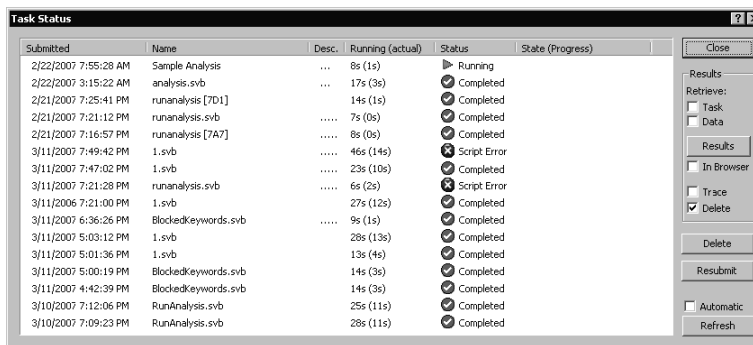 Task Status
Submitted Name Desc. Running (actual) Status State (Progress)
2/22/2007 7:55:28 AM Sample Analysis ... 8s (1s) Running
2/22/2007 3:15:22 AM analysis.svb ... 17s (3s) Completed
2/21/2007 7:25:41 PM runanalysis [7D1] 14s (1s) Completed
2/21/2007 7:21:12 PM runanalysis.svb ..... 7s (0s) Completed
2/21/2007 7:16:57 PM runanalysis [7A7] ..... 8s (0s) Completed
3/11/2007 7:49:42 PM 1.svb ..... 46s (14s) Script Error
3/11/2007 7:47:02 PM 1.svb ..... 23s (10s) Completed
3/11/2007 7:21:28 PM runanalysis.svb ..... 6s (2s) Script Error
3/11/2006 7:21:00 PM 1.svb 27s (12s) Completed
3/11/2007 6:36:26 PM BlockedKeywords.svb ..... 9s (1s) Completed
3/11/2007 5:03:12 PM 1.svb 28s (13s) Completed
3/11/2007 5:01:36 PM 1.svb 13s (4s) Completed
3/11/2007 5:00:19 PM BlockedKeywords.svb 14s (3s) Completed
3/11/2007 4:42:39 PM BlockedKeywords.svb 14s (3s) Completed
3/10/2007 7:12:06 PM RunAnalysis.svb 25s (11s) Completed
3/10/2007 7:09:23 PM RunAnalysis.svb 28s (11s) Completed
Close
Results
Retrieve:
Task
Data
Results
In Browser
Trace
Delete
Delete
Resubmit
Automatic
Refresh